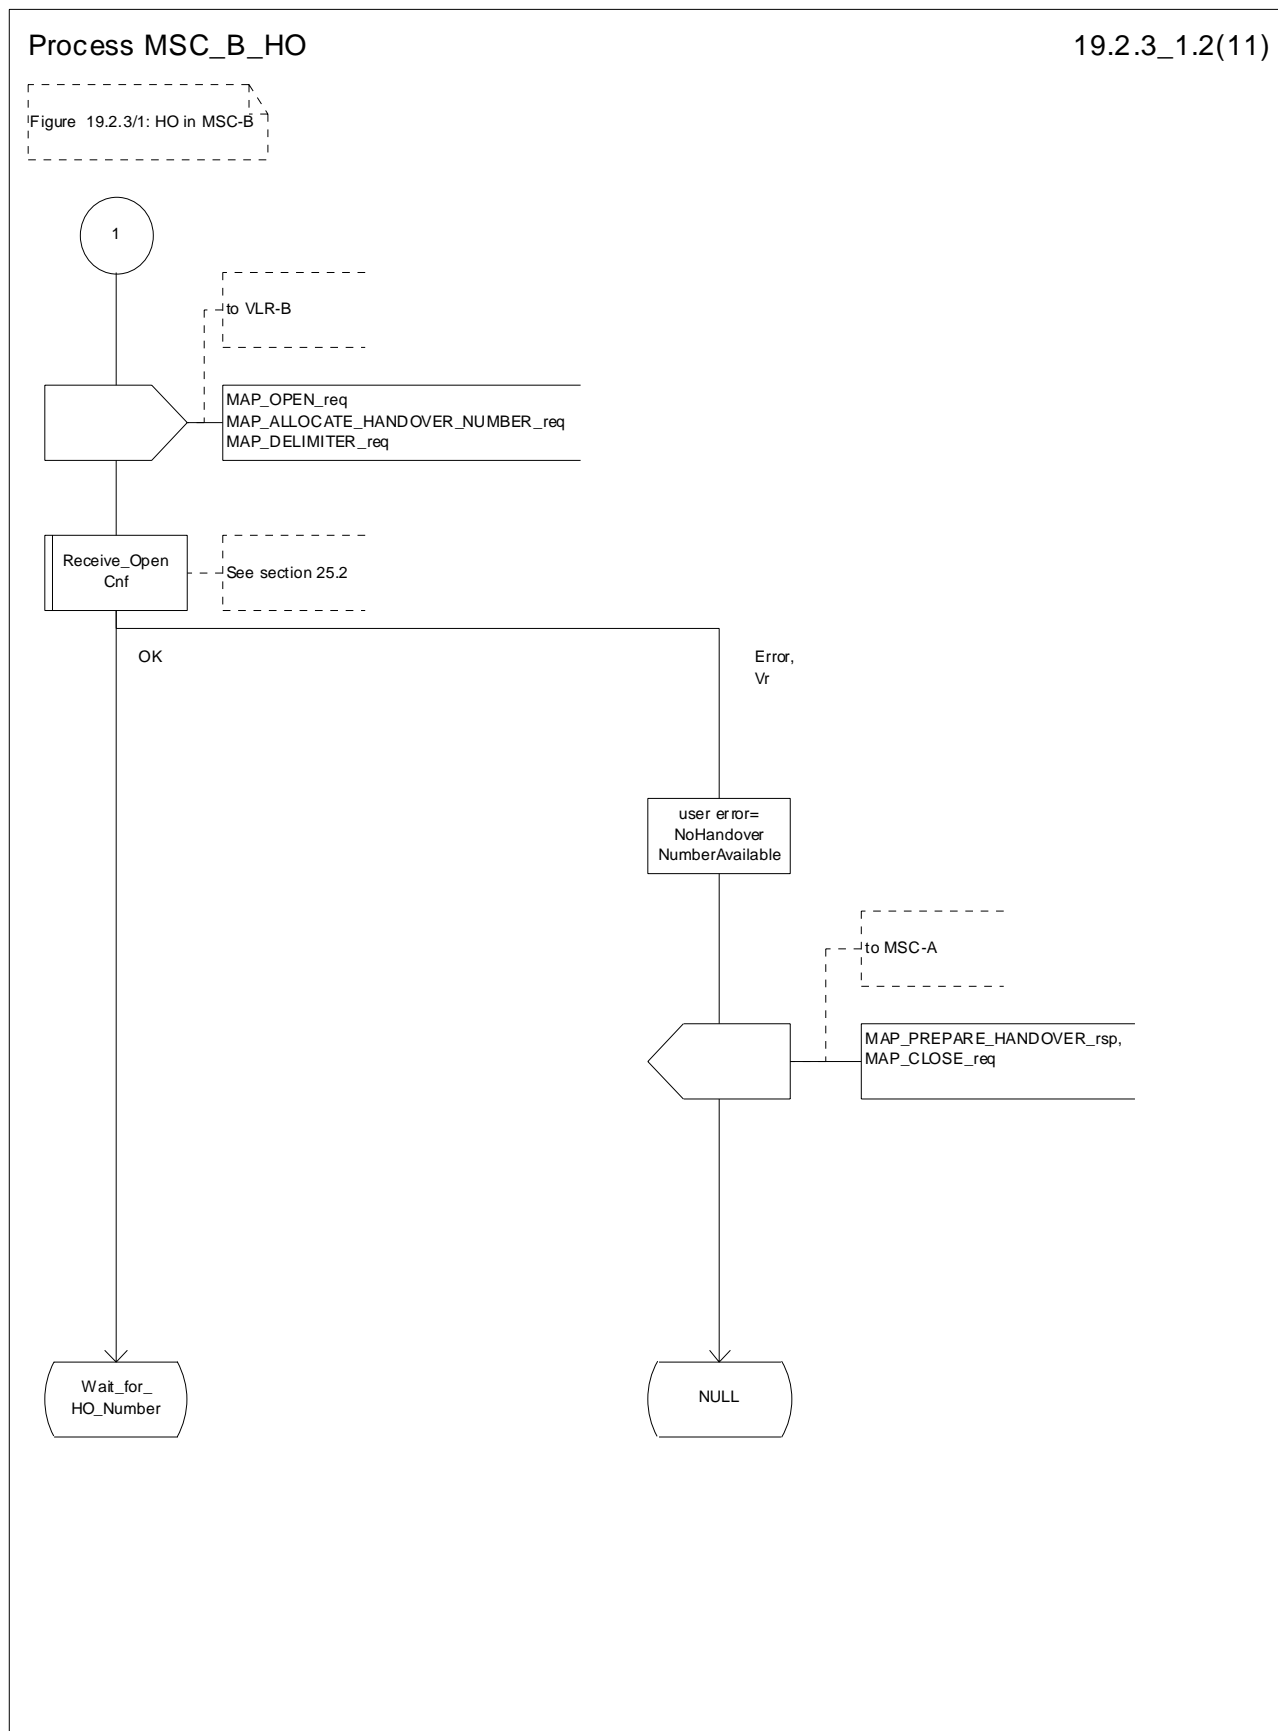 Process MSC_B_HO
19.2.3_1.2(11)
Figure 19.2.3/1: HO in MSC-B
1
to VLR-B
MAP_OPEN_req
MAP_ALLOCATE_HANDOVER_NUMBER_req
MAP_DELIMITER_req
Receive_Open
Cnf
See section 25.2
OK
Error,
Vr
user error=
NoHandover
NumberAvailable
to MSC-A
MAP_PREPARE_HANDOVER_rsp,
MAP_CLOSE_req
Wait_for_
HO_Number
NULL